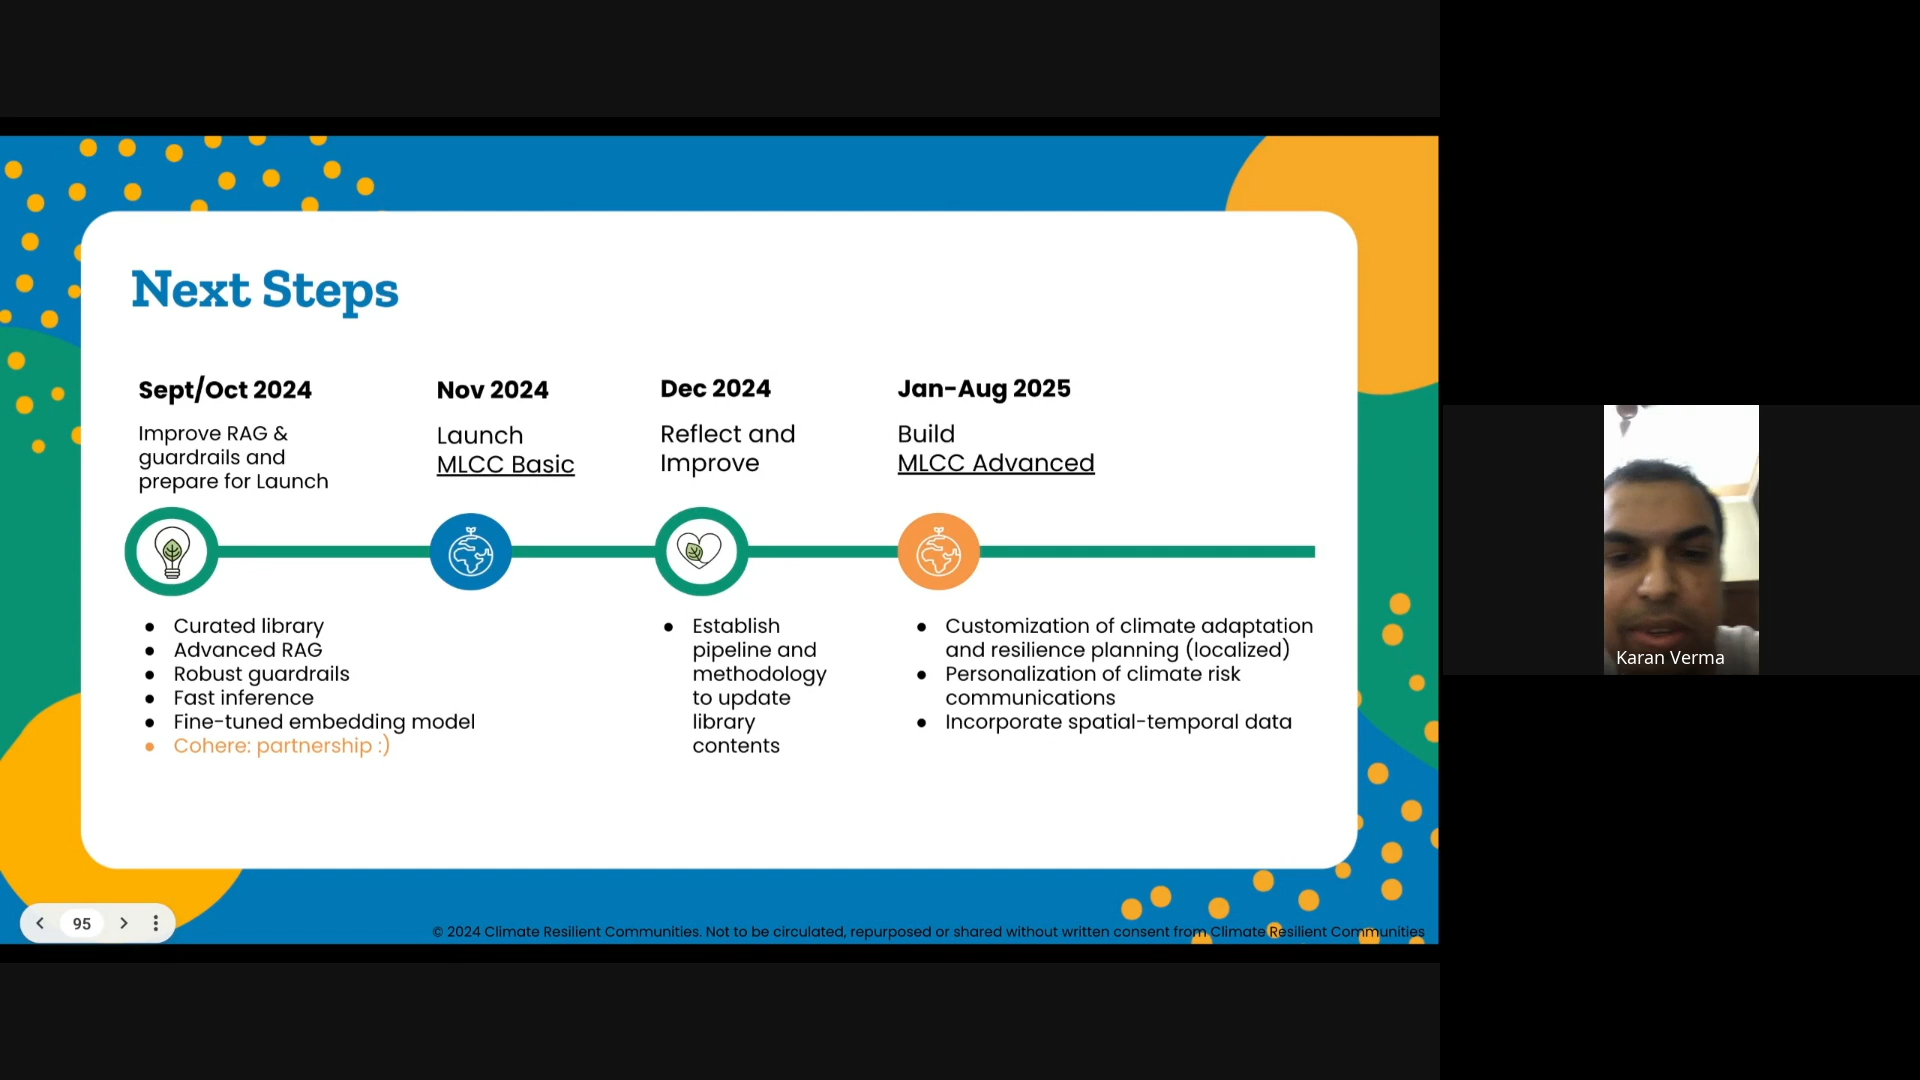 Next Steps
Sept/Oct 2024
Improve RAG &
guardrails and
prepare for Launch
Nov 2024
Launch
MLCC Basic
Dec 2024
Reflect and
Improve
Jan-Aug 2025
Build
MLCC Advanced
● Curated library
● Advanced RAG
● Robust guardrails
● Fast inference
● Fine-tuned embedding model
● Cohere: partnership :)
● Establish
pipeline and
methodology
to update
library
contents
● Customization of climate adaptation
and resilience planning (localized)
● Personalization of climate risk
communications
● Incorporate spatial-temporal data
95
© 2024 Climate Resilient Communities. Not to be circulated, repurposed or shared without written consent from Climate Resilient Communities
Karan Verma